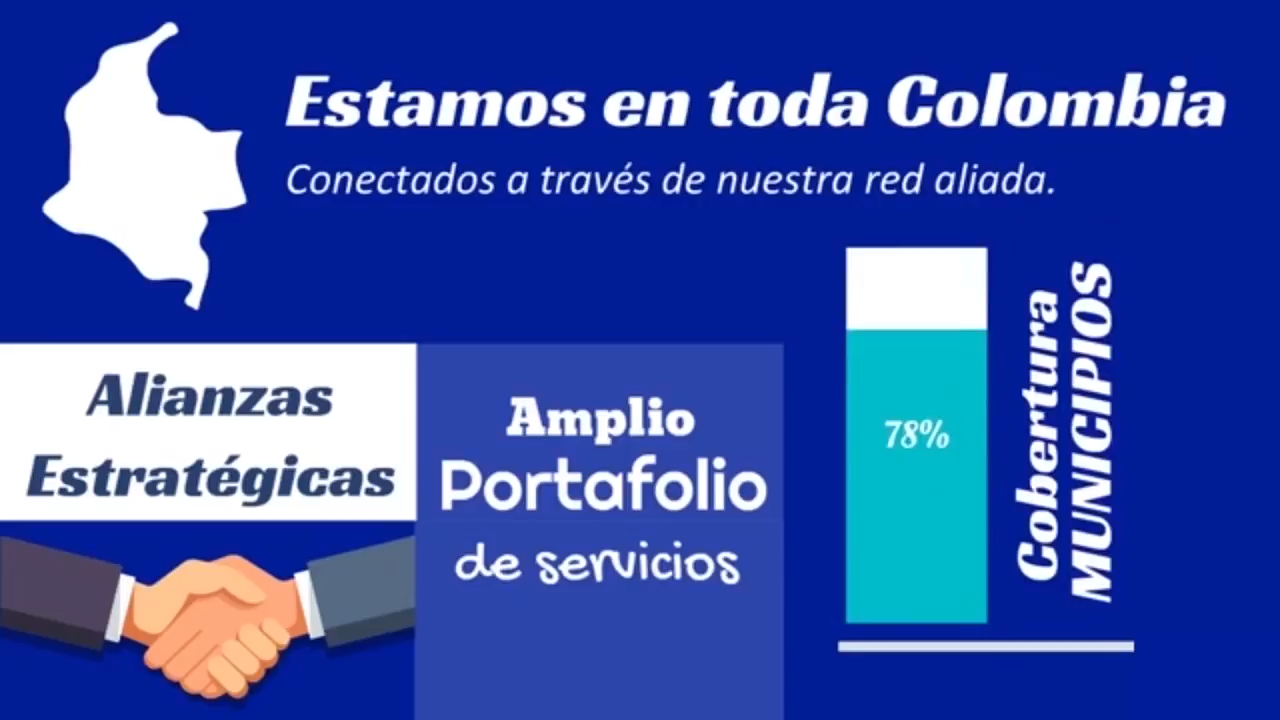 Estamos en toda Colombia
Conectados a través de nuestra red aliada.
Alianzas
Estratégicas
Amplio
Portafolio
de servicios
78%
Cobertura
MUNICIPIOS